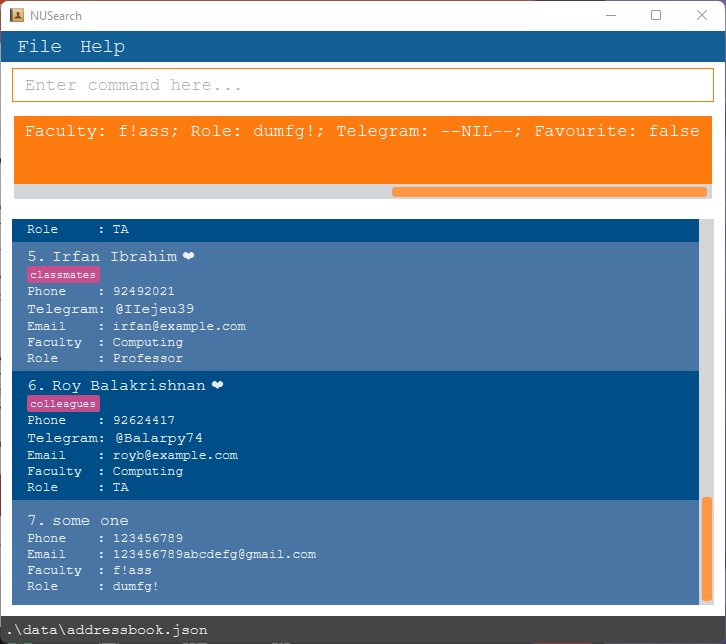 NUSearch
File Help
Enter command here...
Faculty: f!ass; Role: dumfg!; Telegram: --NIL--; Favourite: false
Role : TA
5. Irfan Ibrahim ❤
classmates
Phone : 92492021
Telegram: @IIejeu39
Email : irfan@example.com
Faculty : Computing
Role : Professor
6. Roy Balakrishnan ❤
colleagues
Phone : 92624417
Telegram: @Balarpy74
Email : royb@example.com
Faculty : Computing
Role : TA
7. some one
Phone : 123456789
Email : 123456789abcdefg@gmail.com
Faculty : f!ass
Role : dumfg!
.\data\addressbook.json